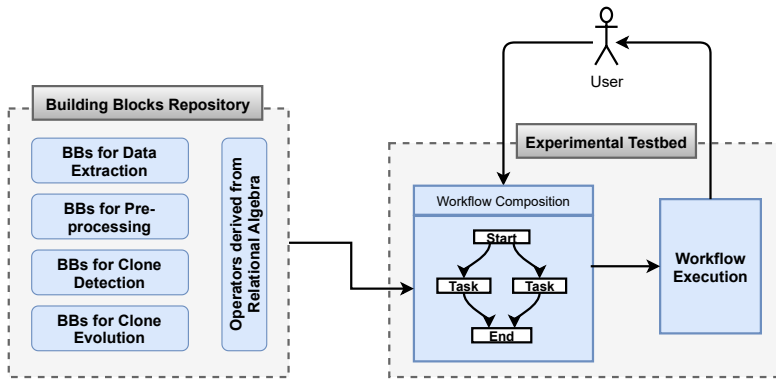 User
Building Blocks Repository
BBs for Data
Extraction
BBs for Pre-
processing
BBs for Clone
Detection
BBs for Clone
Evolution
Operators derived from
Relational Algebra
Experimental Testbed
Workflow Composition
Start
Task
Task
End
Workflow
Execution